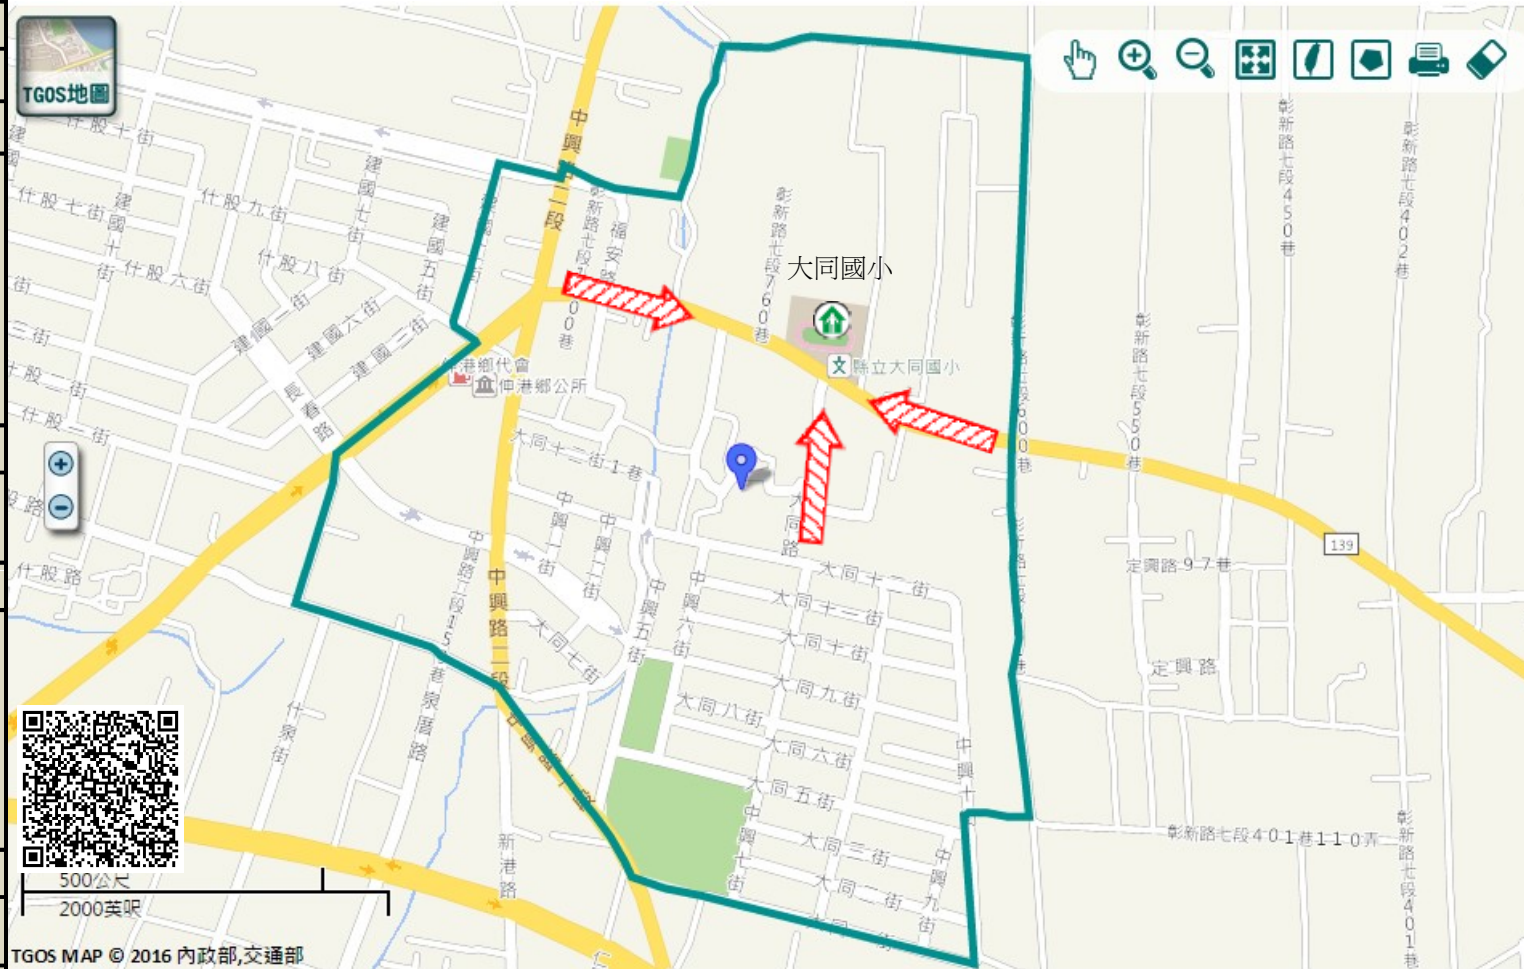 TGOS地圖
什股十街
建國七街
什股九街
什股七街
建國十街
建國五街
什股八街
什股六街
建國一街
建國六街
建國二街
長春路
什股一街
什股路
中興路二段
福安路
彰新路七段760巷
大同國小
縣立大同國小
伸港鄉公所
大同十二街1巷
中興一街
中興二街
大同路
彰新路七段600巷
彰新路七段550巷
彰新路七段450巷
彰新路七段402巷
139
定興路97巷
定興路
中興路二段
大同七街
中興五街
中興六街
大同十二街
大同十一街
大同十街
大同九街
大同八街
大同六街
大同五街
大同三街
大同二街
中興七街
中興九街
泉厝路
什泉街
新港路
彰新路七段401巷110弄
彰新路七段401巷
500公尺
2000英呎
TGOS MAP © 2016 內政部,交通部